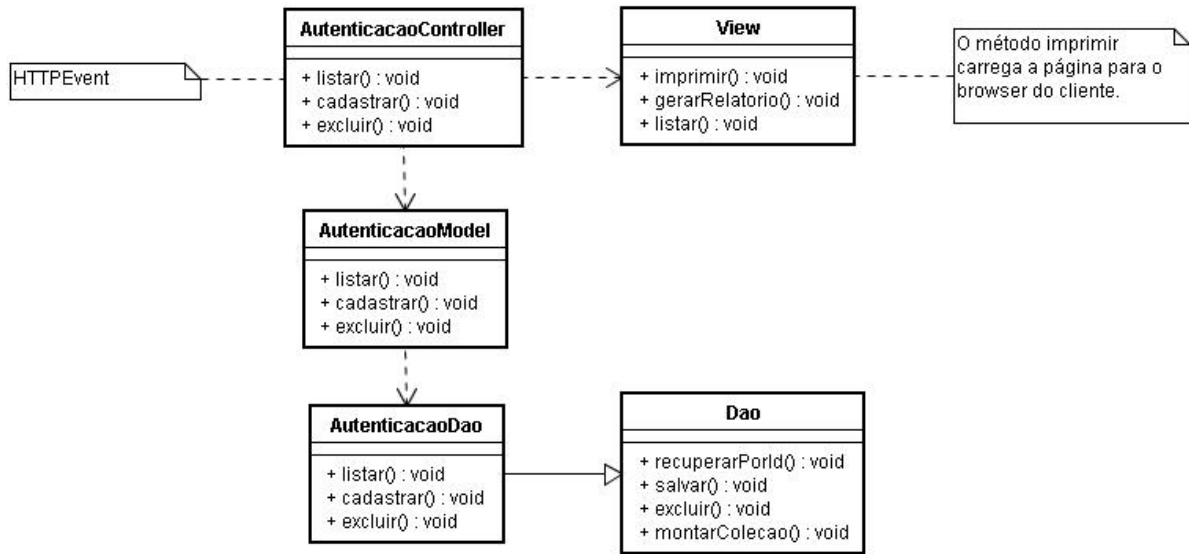 HTTPEvent
AutenticacaoController
+ listar() : void
+ cadastrar() : void
+ excluir() : void
View
+ imprimir() : void
+ gerarRelatorio() : void
+ listar() : void
O método imprimir
carrega a página para o
browser do cliente.
AutenticacaoModel
+ listar() : void
+ cadastrar() : void
+ excluir() : void
AutenticacaoDao
+ listar() : void
+ cadastrar() : void
+ excluir() : void
Dao
+ recuperarPorId() : void
+ salvar() : void
+ excluir() : void
+ montarColecao() : void